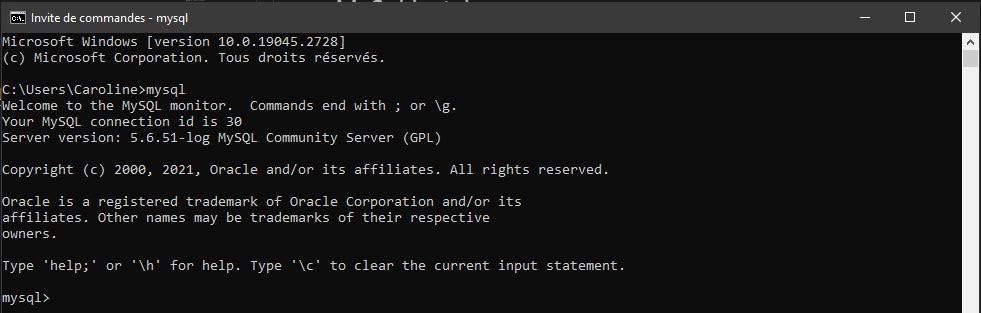 Invite de commandes - mysql
Microsoft Windows [version 10.0.19045.2728]
(c) Microsoft Corporation. Tous droits réservés.
C:\Users\Caroline>mysql
Welcome to the MySQL monitor.  Commands end with ; or \g.
Your MySQL connection id is 30
Server version: 5.6.51-log MySQL Community Server (GPL)
Copyright (c) 2000, 2021, Oracle and/or its affiliates. All rights reserved.
Oracle is a registered trademark of Oracle Corporation and/or its
affiliates. Other names may be trademarks of their respective
owners.
Type 'help;' or '\h' for help. Type '\c' to clear the current input statement.
mysql>